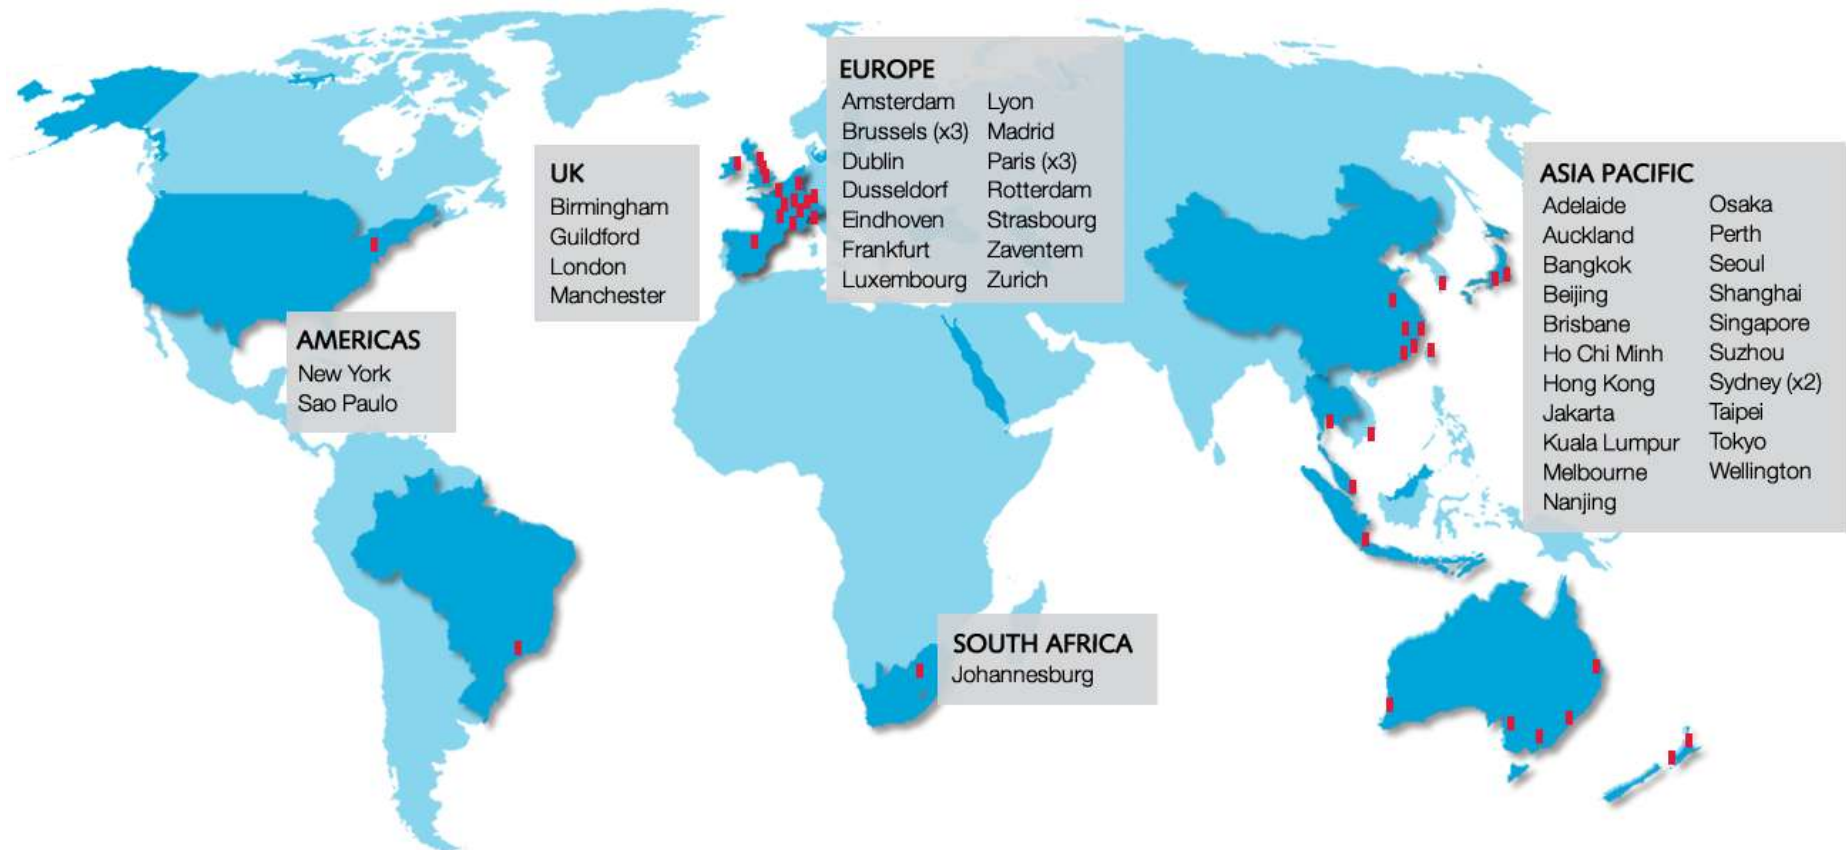 EUROPE
Amsterdam
Brussels (x3)
Dublin
Dusseldorf
Eindhoven
Frankfurt
Luxembourg
Lyon
Madrid
Paris (x3)
Rotterdam
Strasbourg
Zaventem
Zurich
UK
Birmingham
Guildford
London
Manchester
ASIA PACIFIC
Adelaide
Auckland
Bangkok
Beijing
Brisbane
Ho Chi Minh
Hong Kong
Jakarta
Kuala Lumpur
Melbourne
Nanjing
Osaka
Perth
Seoul
Shanghai
Singapore
Suzhou
Sydney (x2)
Taipei
Tokyo
Wellington
AMERICAS
New York
Sao Paulo
SOUTH AFRICA
Johannesburg